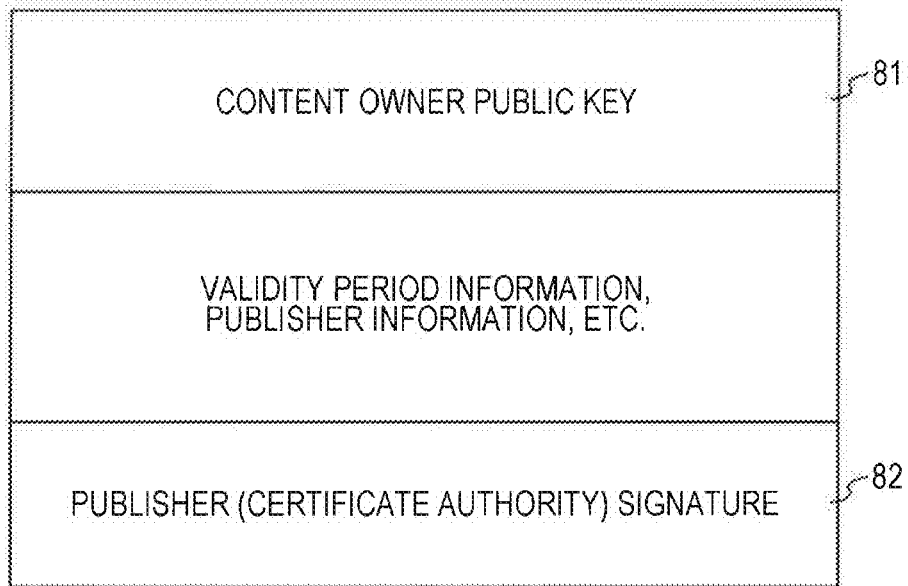 CONTENT OWNER PUBLIC KEY
81
VALIDITY PERIOD INFORMATION,
PUBLISHER INFORMATION, ETC.
PUBLISHER (CERTIFICATE AUTHORITY) SIGNATURE
82